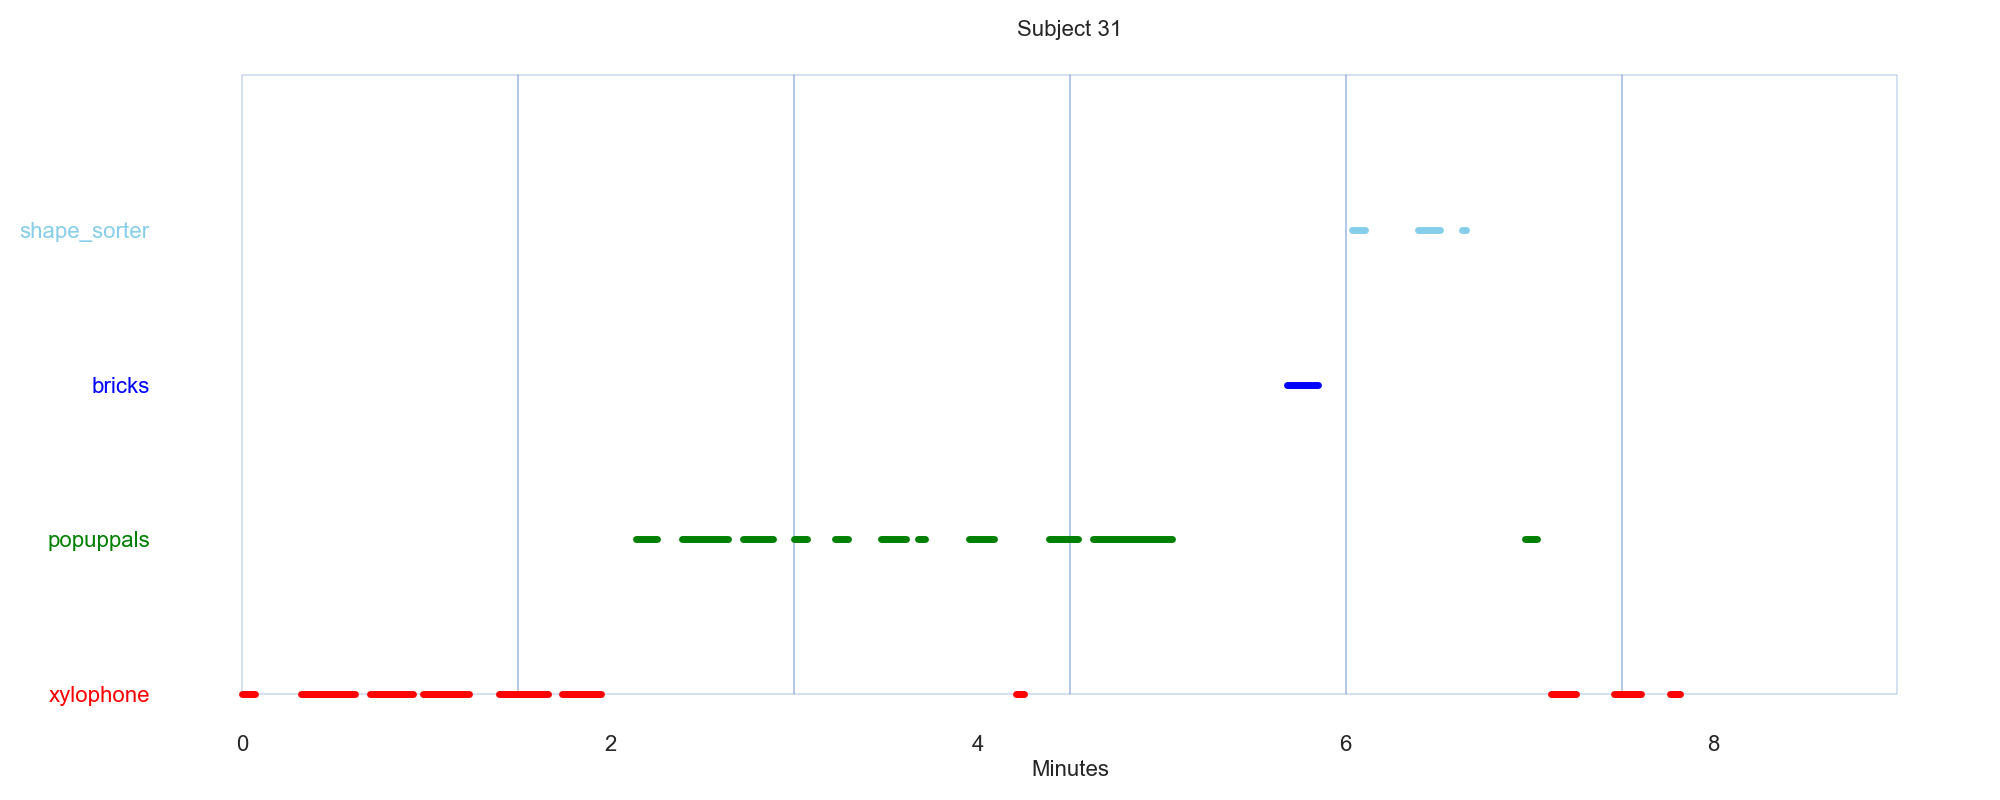 Subject 31
shape_sorter
bricks
popuppals
xylophone
0 2 4 6 8
Minutes